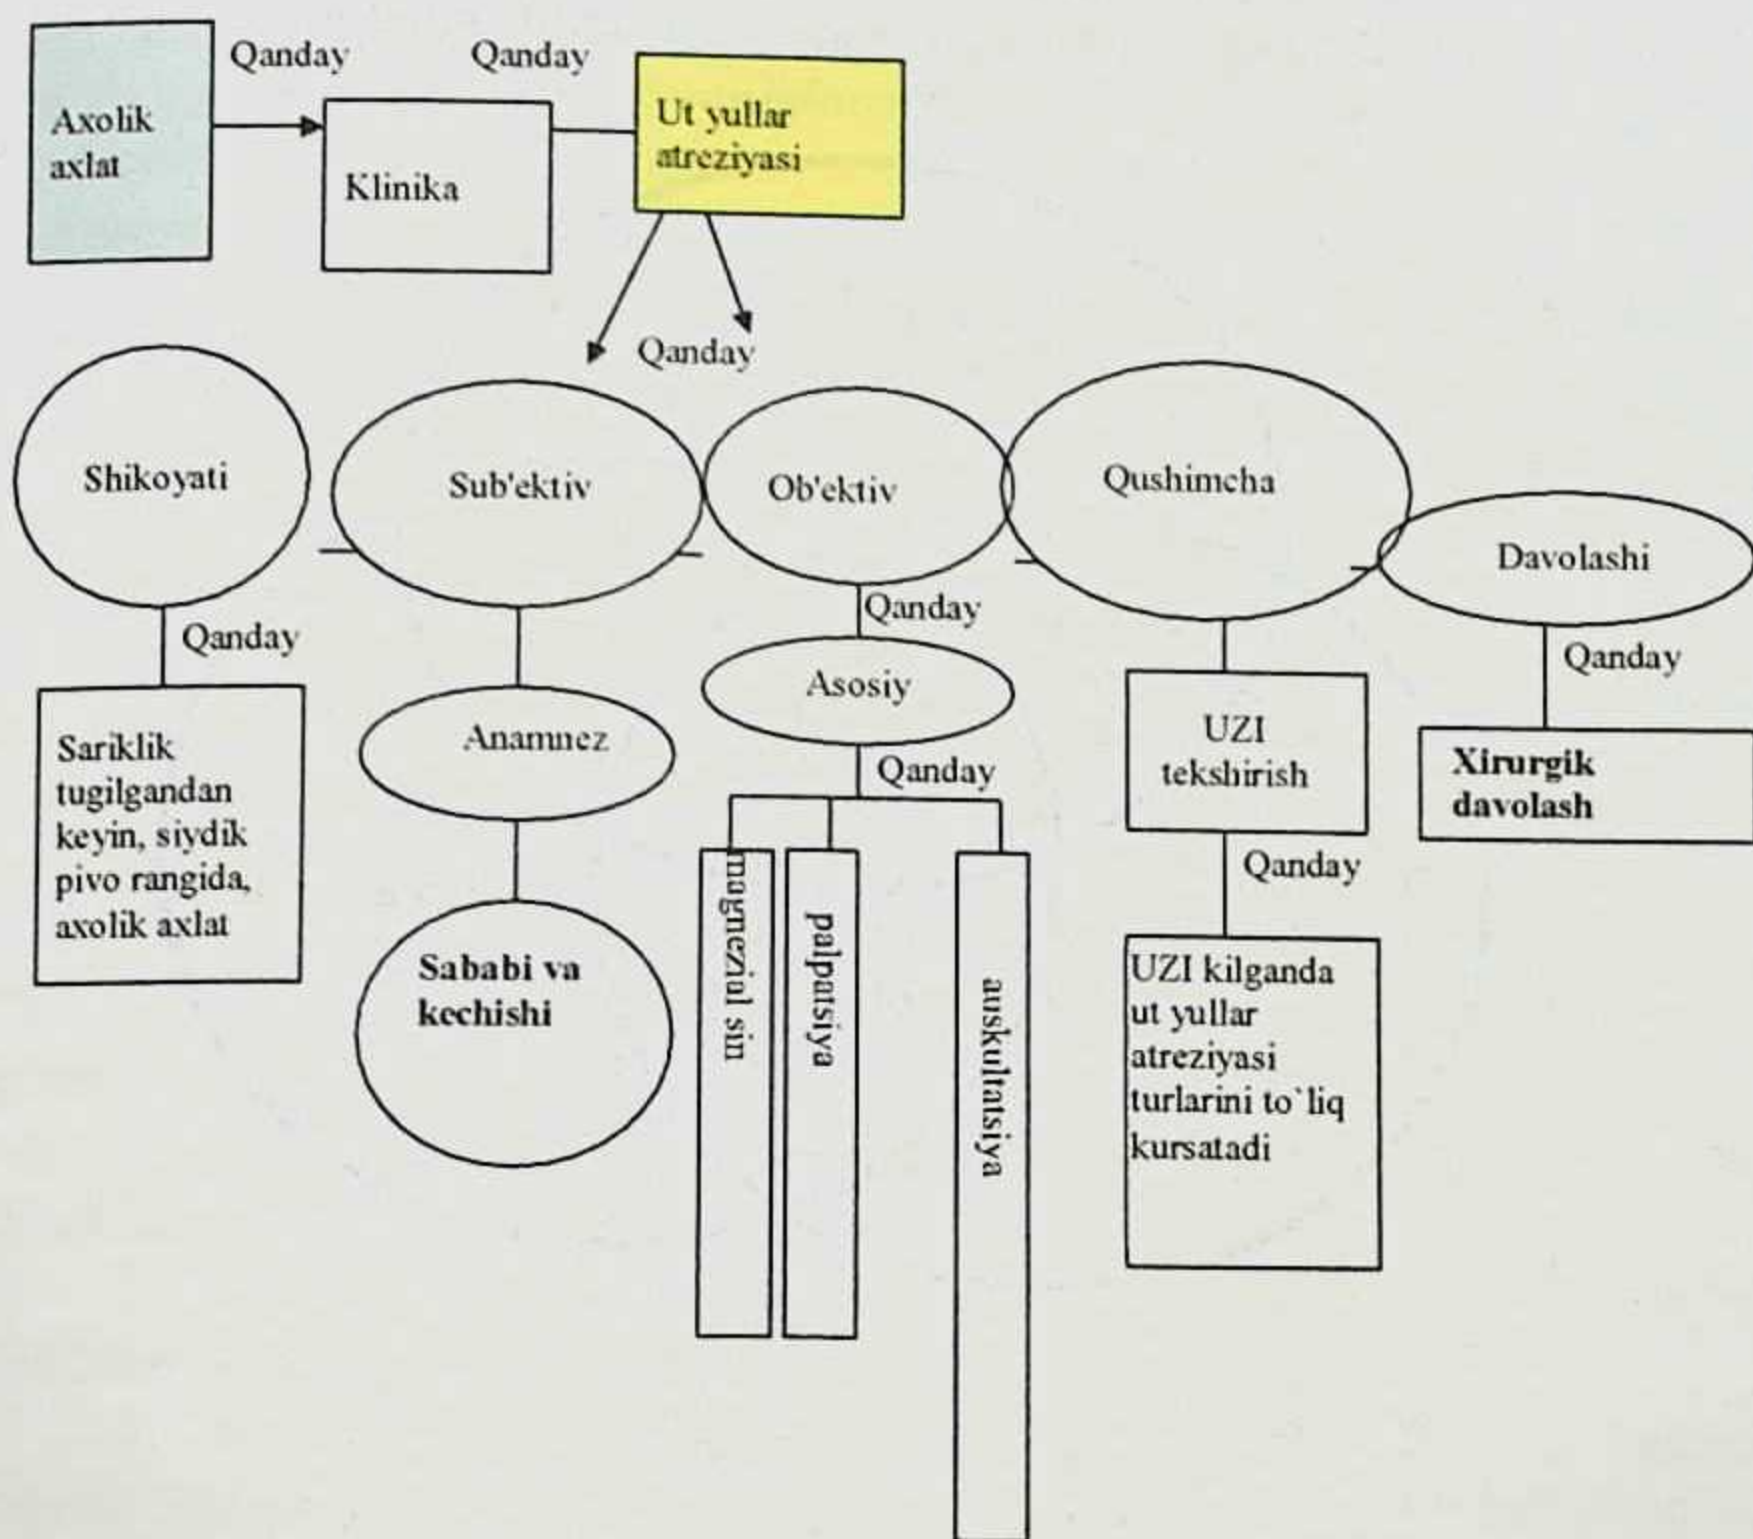 Qanday
Qanday
Axolik
axlat
Klinika
Ut yullar
atreziyasi
Qanday
Shikoyati
Sub'ektiv
Ob'ektiv
Qushimcha
Davolashi
Qanday
Sariklik
tugilgandan
keyin, siydik
pivo rangida,
axolik axlat
Anamnez
Sababi va
kechishi
Qanday
Asosiy
Qanday
magnezial sin
palpatsiya
auskultatsiya
UZI
tekshirish
Qanday
UZI kilganda
ut yullar
atreziyasi
turlarini to`liq
kursatadi
Qanday
Xirurgik
davolash